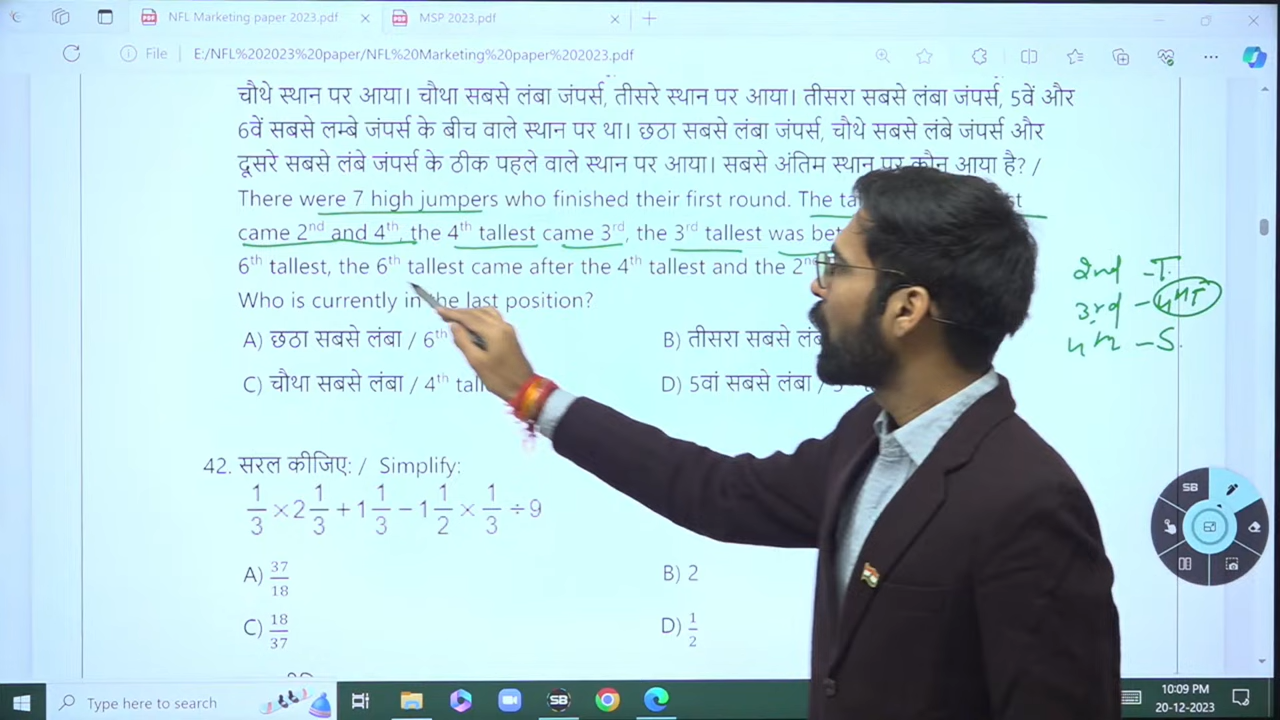 NFL Marketing paper 2023.pdf
MSP 2023.pdf
File
E:/NFL%202023%20paper/NFL%20Marketing%20paper%202023.pdf
चौथे स्थान पर आया। चौथा सबसे लंबा जंपर्स, तीसरे स्थान पर आया। तीसरा सबसे लंबा जंपर्स, 5वें और
6वें सबसे लम्बे जंपर्स के बीच वाले स्थान पर था। छठा सबसे लंबा जंपर्स, चौथे सबसे लंबे जंपर्स और
दूसरे सबसे लंबे जंपर्स के ठीक पहले वाले स्थान पर आया। सबसे अंतिम स्थान पर कौन आया है? /
There were 7 high jumpers who finished their first round. The
came 2nd and 4th, the 4th tallest came 3rd, the 3rd tallest was
6th tallest, the 6th tallest came after the 4th tallest and the
Who is currently in the last position?
A) छठा सबसे लंबा / 6th
B) तीसरा सबसे
C) चौथा सबसे लंबा / 4th
D) 5वां सबसे लंबा /
2nd - T.
3rd - 4thT
4th - S.
42. सरल कीजिए: / Simplify:
1/3 ×2 1/3 +1 1/3 −1 1/2 × 1/3 ÷9
A) 37/18
B) 2
C) 18/37
D) 1/2
SB
Type here to search
SB
10:09 PM
20-12-2023